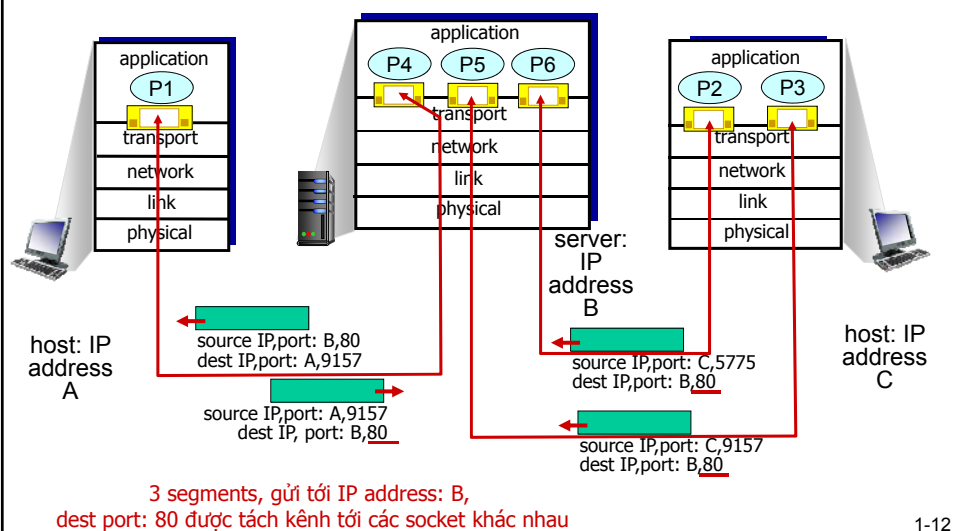 application
P1
transport
network
link
physical
host: IP
address
A
application
P4 P5 P6
transport
network
link
physical
server:
IP
address
B
application
P2 P3
transport
network
link
physical
host: IP
address
C
source IP,port: B,80
dest IP,port: A,9157
source IP,port: A,9157
dest IP, port: B,80
source IP,port: C,5775
dest IP,port: B,80
source IP,port: C,9157
dest IP,port: B,80
3 segments, gửi tới IP address: B,
dest port: 80 được tách kênh tới các socket khác nhau
1-12